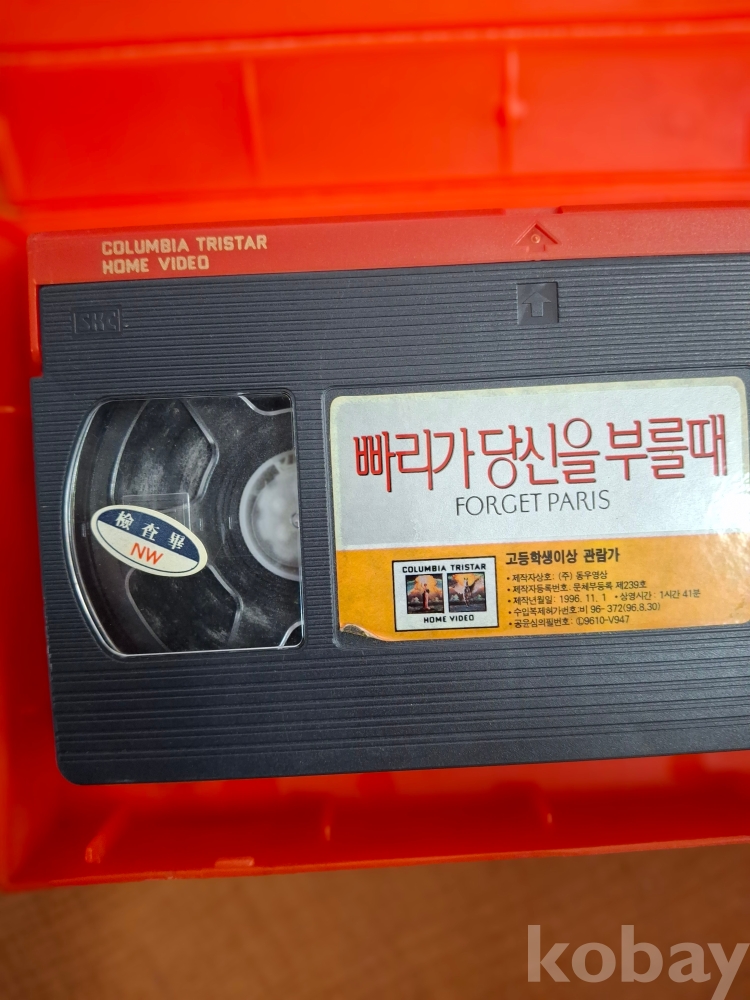 COLUMBIA TRISTAR
HOME VIDEO
SKC
檢查畢
NW
빠리가 당신을 부를때
FORGET PARIS
고등학생이상 관람가
COLUMBIA TRISTAR
HOME VIDEO
• 제작자상호: (주) 동우영상
• 제작자등록번호: 문체부등록 제239호
• 제작년월일: 1996. 11. 1 • 상영시간: 1시간 41분
• 수입복제허가번호:비 96-372(96.8.30)
• 공윤심의필번호: ⓛ9610-V947
kobay